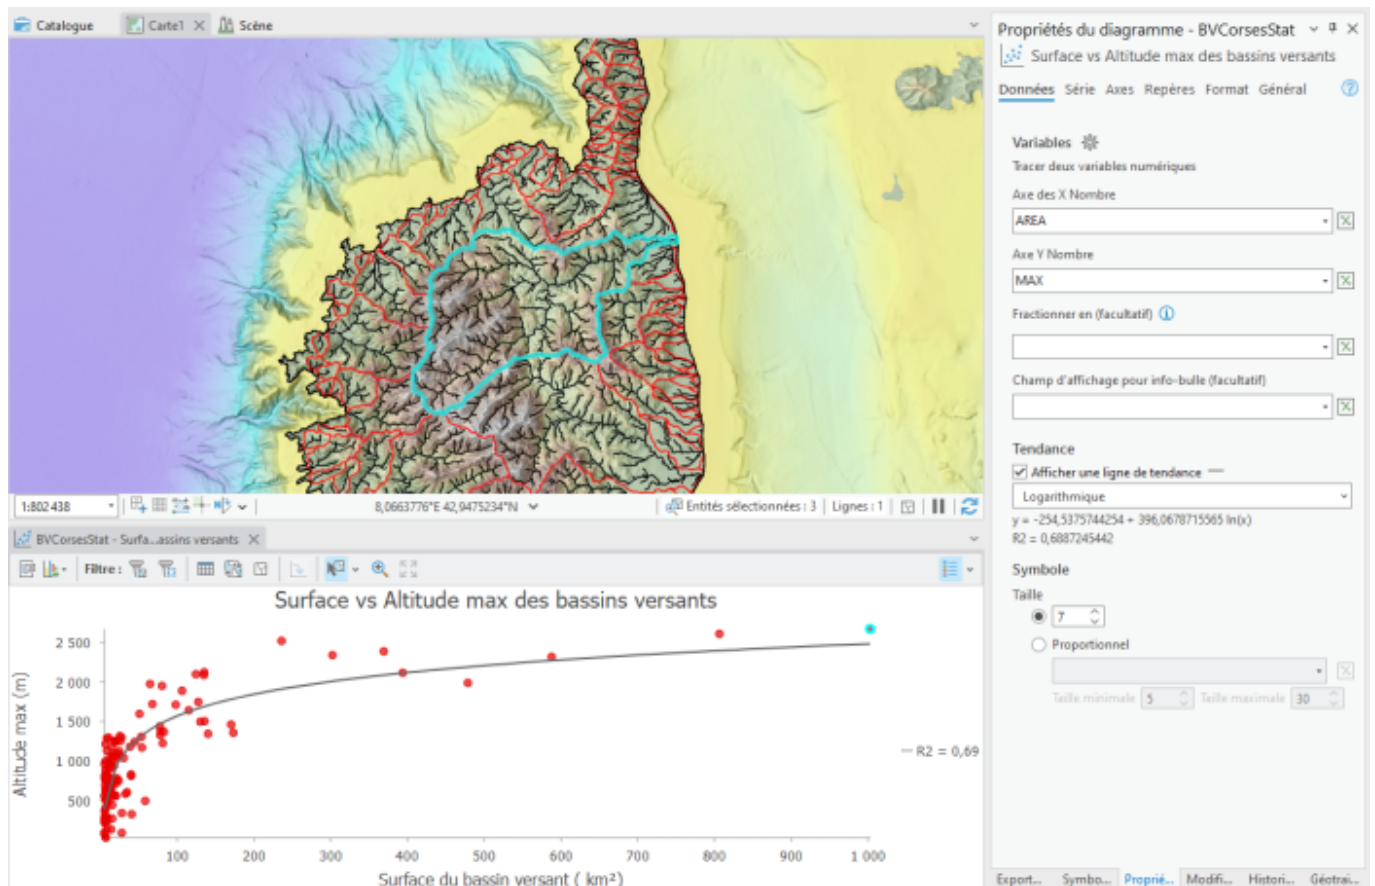 Catalogue
Carte1
Scène
1:802 438
8,0663776°E 42,9475234°N
Entités sélectionnées : 3
Lignes : 1
BVCorsesStat - Surfa...assins versants
Filtre :
Surface vs Altitude max des bassins versants
Altitude max (m)
2 500
2 000
1 500
1 000
500
100 200 300 400 500 600 700 800 900 1 000
Surface du bassin versant ( km²)
R2 = 0,69
Propriétés du diagramme - BVCorsesStat
Surface vs Altitude max des bassins versants
Données Série Axes Repères Format Général
Variables
Tracer deux variables numériques
Axe des X Nombre
AREA
Axe Y Nombre
MAX
Fractionner en (facultatif)
Champ d'affichage pour info-bulle (facultatif)
Tendance
Afficher une ligne de tendance
Logarithmique
y = -254,5375744254 + 396,0678715565 ln(x)
R2 = 0,6887245442
Symbole
Taille
7
Proportionnel
Taille minimale 5 Taille maximale 30
Export... Symbo... Proprié... Modifi... Histori... Géotrai...